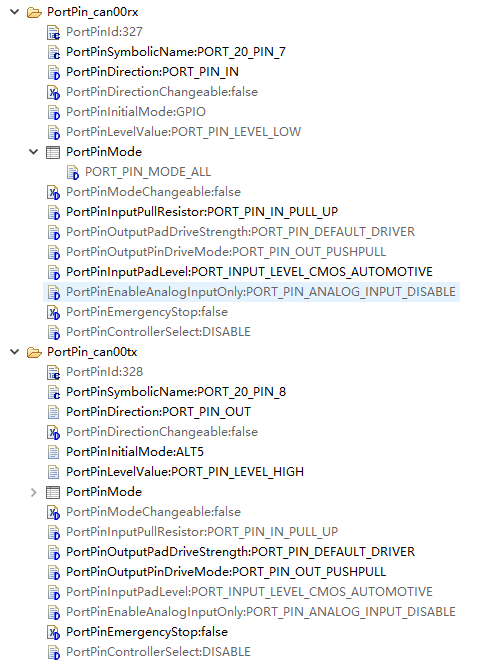 PortPin_can00rx
PortPinId:327
PortPinSymbolicName:PORT_20_PIN_7
PortPinDirection:PORT_PIN_IN
PortPinDirectionChangeable:false
PortPinInitialMode:GPIO
PortPinLevelValue:PORT_PIN_LEVEL_LOW
PortPinMode
PORT_PIN_MODE_ALL
PortPinModeChangeable:false
PortPinInputPullResistor:PORT_PIN_IN_PULL_UP
PortPinOutputPadDriveStrength:PORT_PIN_DEFAULT_DRIVER
PortPinOutputPinDriveMode:PORT_PIN_OUT_PUSHPULL
PortPinInputPadLevel:PORT_INPUT_LEVEL_CMOS_AUTOMOTIVE
PortPinEnableAnalogInputOnly:PORT_PIN_ANALOG_INPUT_DISABLE
PortPinEmergencyStop:false
PortPinControllerSelect:DISABLE
PortPin_can00tx
PortPinId:328
PortPinSymbolicName:PORT_20_PIN_8
PortPinDirection:PORT_PIN_OUT
PortPinDirectionChangeable:false
PortPinInitialMode:ALT5
PortPinLevelValue:PORT_PIN_LEVEL_HIGH
PortPinMode
PortPinModeChangeable:false
PortPinInputPullResistor:PORT_PIN_IN_PULL_UP
PortPinOutputPadDriveStrength:PORT_PIN_DEFAULT_DRIVER
PortPinOutputPinDriveMode:PORT_PIN_OUT_PUSHPULL
PortPinInputPadLevel:PORT_INPUT_LEVEL_CMOS_AUTOMOTIVE
PortPinEnableAnalogInputOnly:PORT_PIN_ANALOG_INPUT_DISABLE
PortPinEmergencyStop:false
PortPinControllerSelect:DISABLE